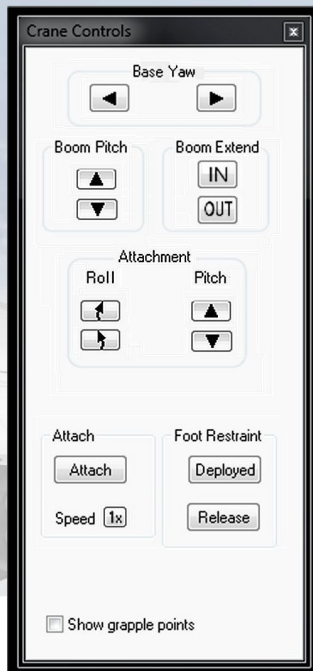 Crane Controls
Base Yaw
Boom Pitch
Boom Extend
IN
OUT
Attachment
Roll
Pitch
Attach
Foot Restraint
Attach
Deployed
Speed 1x
Release
Show grapple points